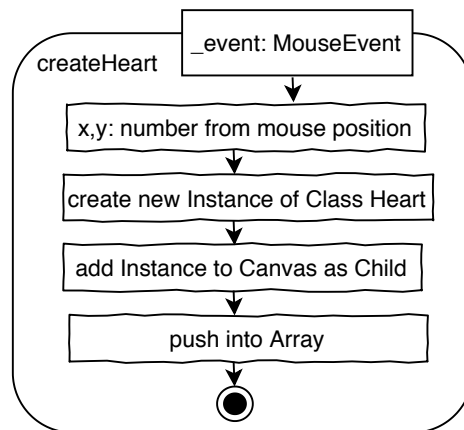 _event: MouseEvent
createHeart
x,y: number from mouse position
create new Instance of Class Heart
add Instance to Canvas as Child
push into Array